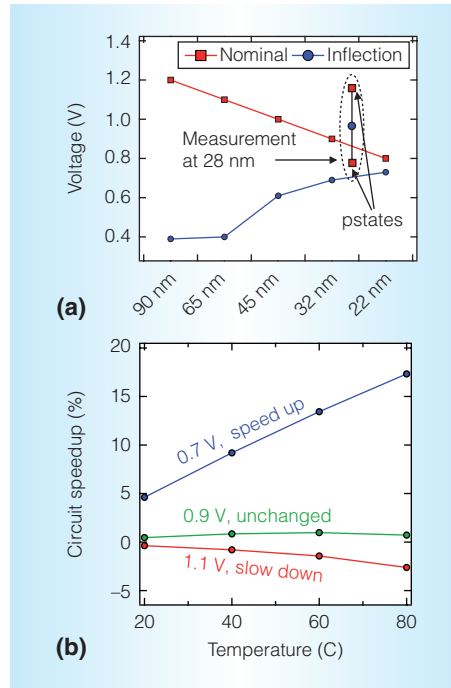 1.4
Nominal Inflection
1.2
1.0
0.8
0.6
0.4
Voltage (V)
Measurement
at 28 nm
pstates
90 nm 65 nm 45 nm 32 nm 22 nm
(a)
20
15
10
5
0
–5
Circuit speedup (%)
0.7 V, speed up
0.9 V, unchanged
1.1 V, slow down
20 40 60 80
Temperature (C)
(b)